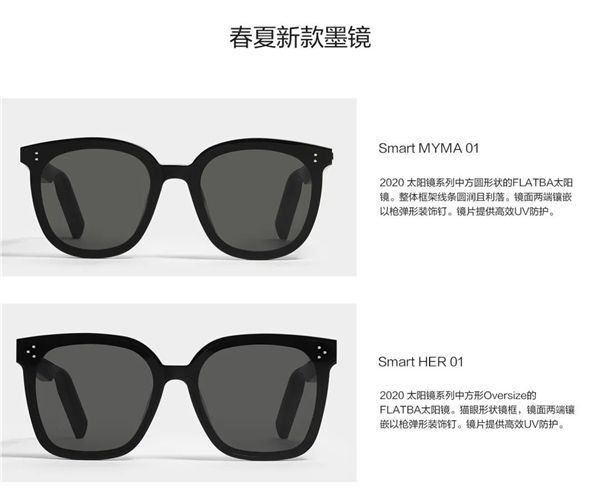 春夏新款墨镜
Smart MYMA 01
2020 太阳镜系列中方圆形状的FLATBA太阳
镜。整体框架线条圆润且利落。镜面两端镶嵌
以枪弹形装饰钉。镜片提供高效UV防护。
Smart HER 01
2020 太阳镜系列中方形Oversize的
FLATBA太阳镜。猫眼形状镜框，镜面两端镶
嵌以枪弹形装饰钉。镜片提供高效UV防护。